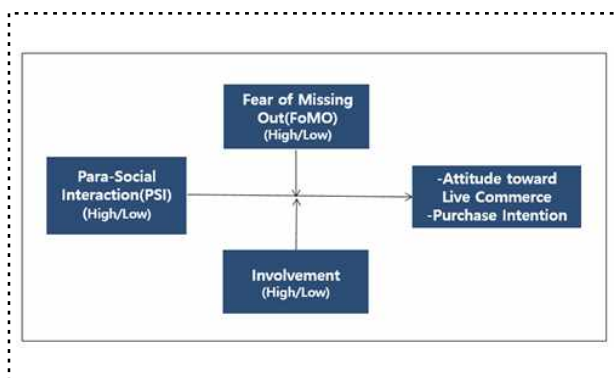 Fear of Missing
Out(FoMO)
(High/Low)
Para-Social
Interaction(PSI)
(High/Low)
-Attitude toward
Live Commerce
-Purchase Intention
Involvement
(High/Low)